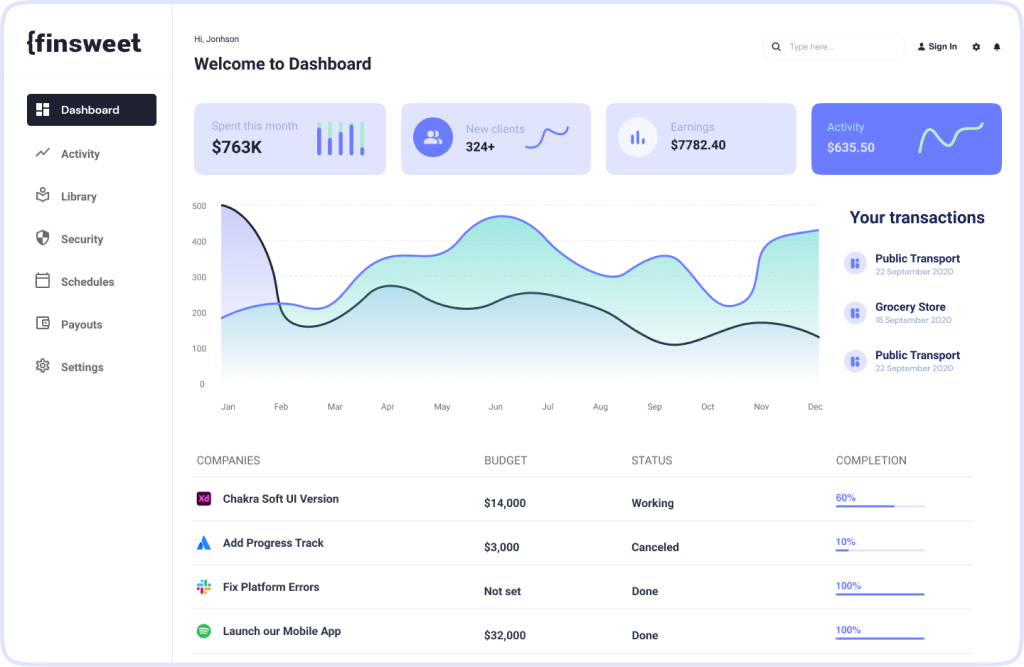 {finsweet
Dashboard
Activity
Library
Security
Schedules
Payouts
Settings
Hi, Jonhson
Welcome to Dashboard
Type here...
Sign In
Spent this month
$763K
New clients
324+
Earnings
$7782.40
Activity
$635.50
500
400
300
200
100
0
Jan Feb Mar Apr May Jun Jul Aug Sep Oct Nov Dec
Your transactions
Public Transport
22 September 2020
Grocery Store
18 September 2020
Public Transport
22 September 2020
COMPANIES BUDGET STATUS COMPLETION
Xd Chakra Soft UI Version $14,000 Working 60%
Add Progress Track $3,000 Canceled 10%
Fix Platform Errors Not set Done 100%
Launch our Mobile App $32,000 Done 100%